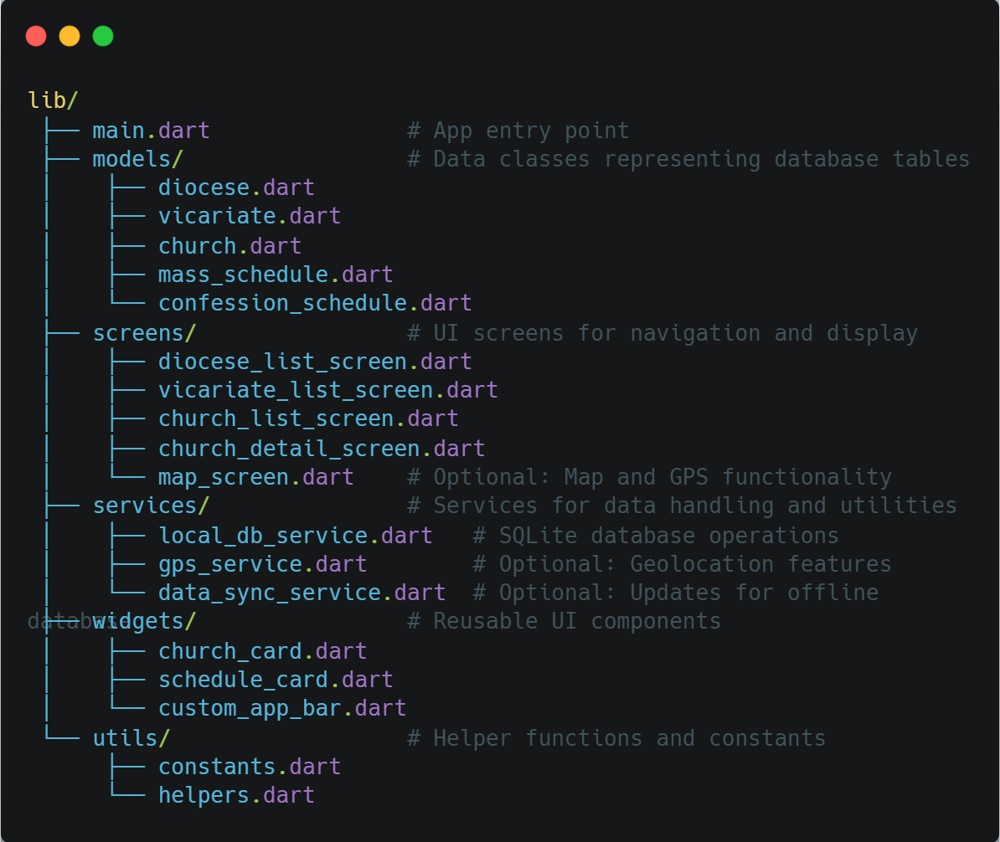 lib/
├── main.dart               # App entry point
├── models/                 # Data classes representing database tables
│    ├── diocese.dart
│    ├── vicariate.dart
│    ├── church.dart
│    ├── mass_schedule.dart
│    └── confession_schedule.dart
├── screens/                # UI screens for navigation and display
│    ├── diocese_list_screen.dart
│    ├── vicariate_list_screen.dart
│    ├── church_list_screen.dart
│    ├── church_detail_screen.dart
│    └── map_screen.dart    # Optional: Map and GPS functionality
├── services/               # Services for data handling and utilities
│    ├── local_db_service.dart   # SQLite database operations
│    ├── gps_service.dart        # Optional: Geolocation features
│    └── data_sync_service.dart  # Optional: Updates for offline
database
├── widgets/                # Reusable UI components
│    ├── church_card.dart
│    ├── schedule_card.dart
│    └── custom_app_bar.dart
└── utils/                  # Helper functions and constants
     ├── constants.dart
     └── helpers.dart